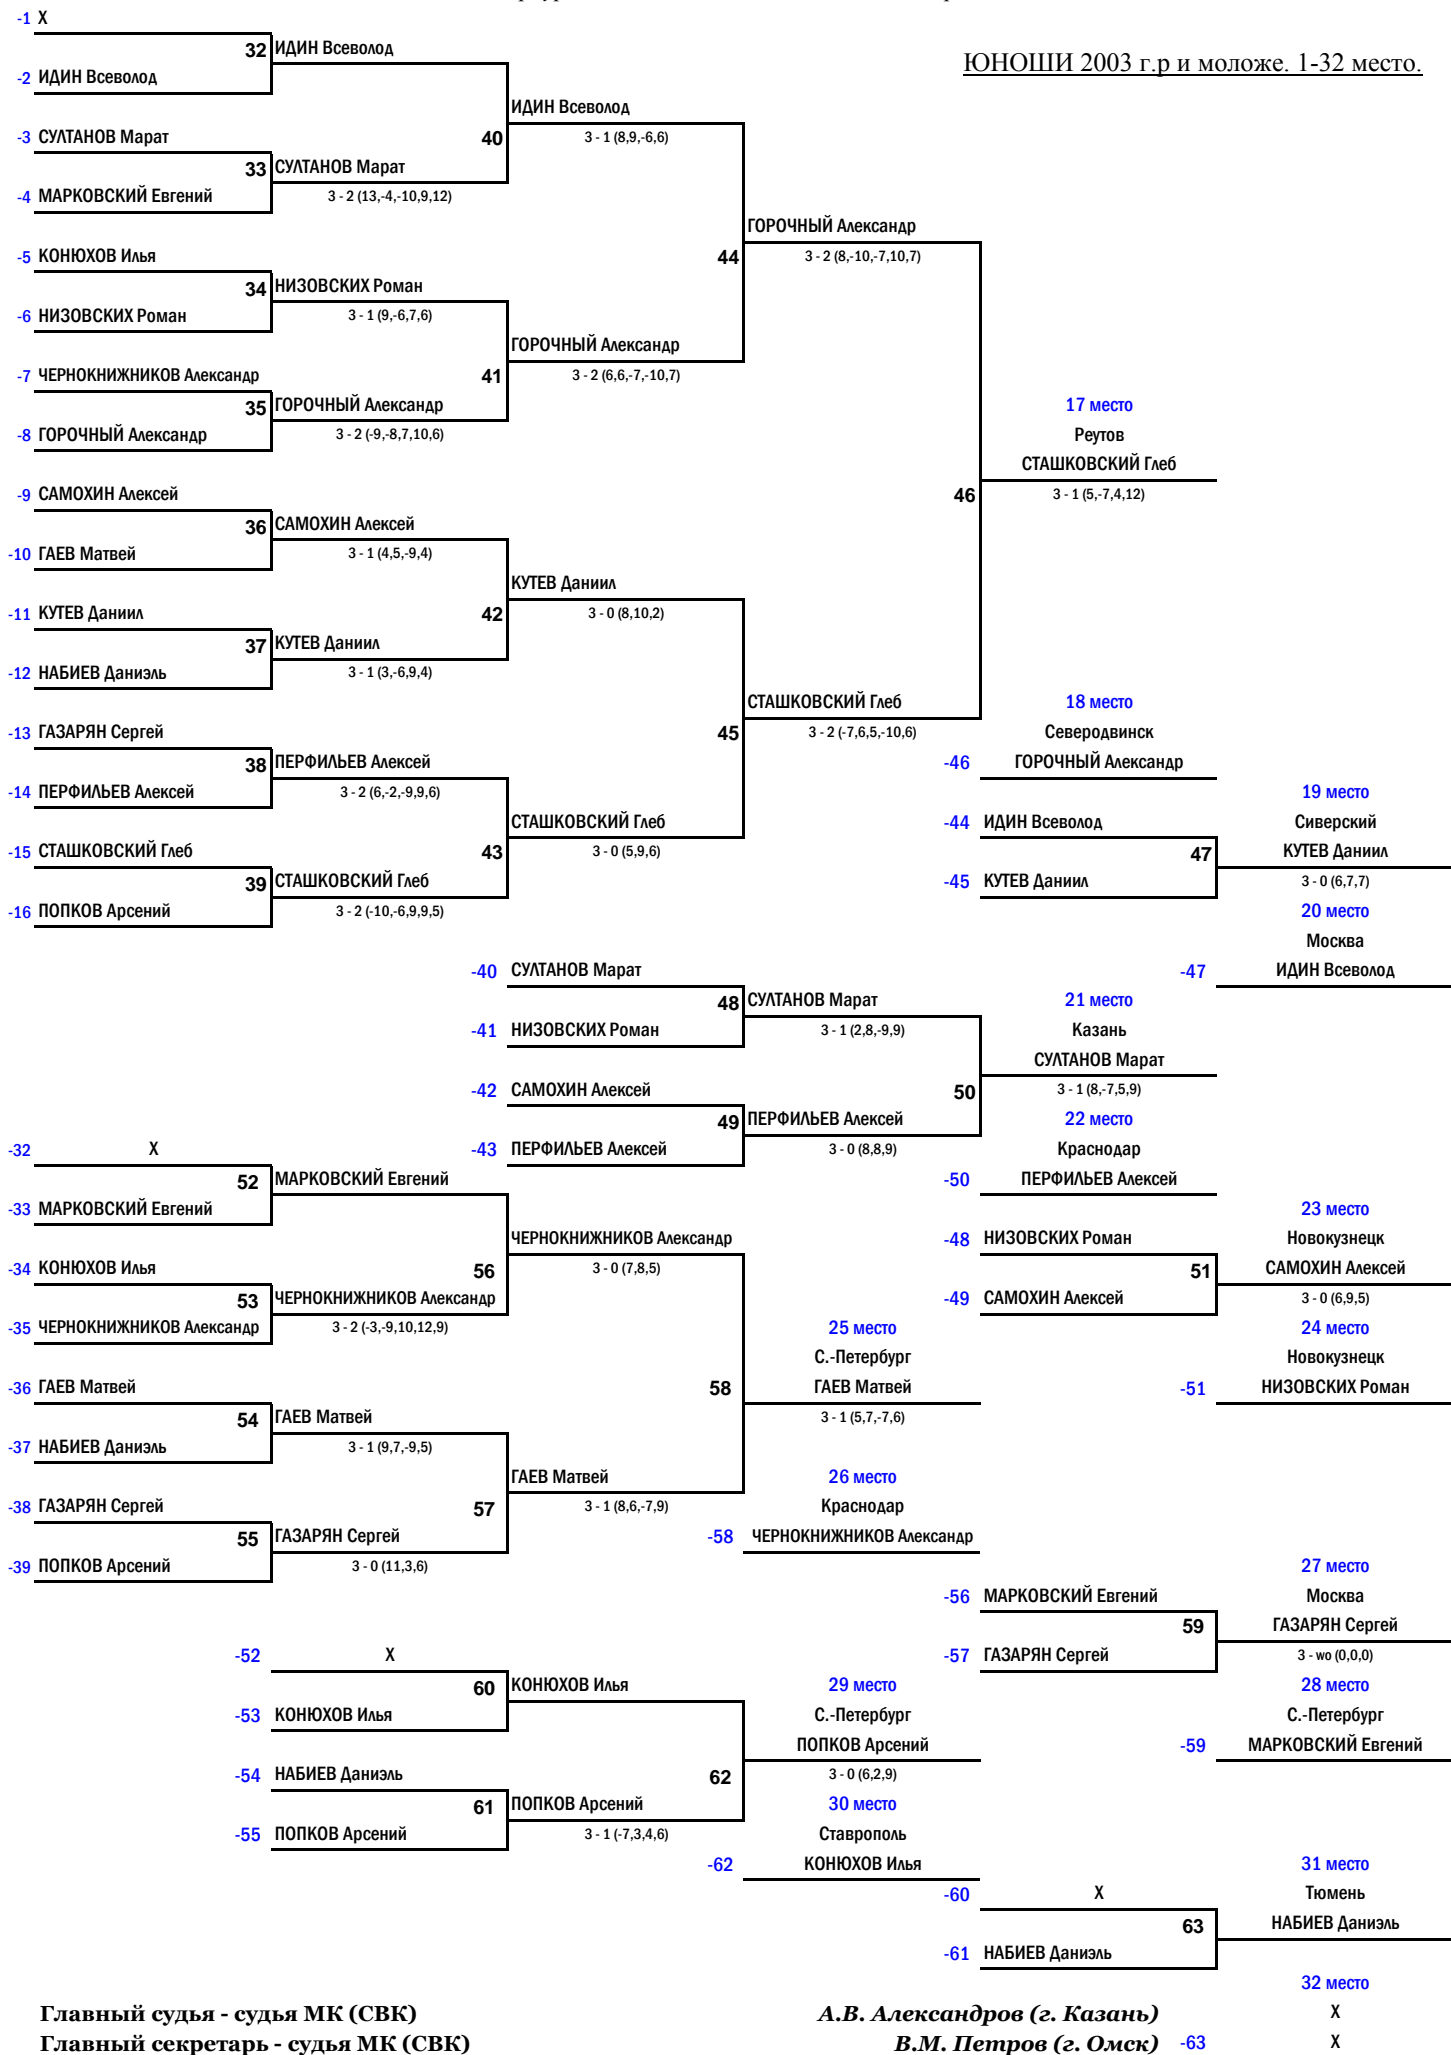 -1 X
32 ИДИН Всеволод
ЮНОШИ 2003 г.р и моложе. 1-32 место.
-2 ИДИН Всеволод
ИДИН Всеволод
-3 СУЛТАНОВ Марат
40
3 - 1 (8,9,-6,6)
33 СУЛТАНОВ Марат
-4 МАРКОВСКИЙ Евгений
3 - 2 (13,-4,-10,9,12)
ГОРОЧНЫЙ Александр
-5 КОНЮХОВ Илья
44
3 - 2 (8,-10,-7,10,7)
34 НИЗОВСКИХ Роман
-6 НИЗОВСКИХ Роман
3 - 1 (9,-6,7,6)
ГОРОЧНЫЙ Александр
-7 ЧЕРНОКНИЖНИКОВ Александр
41
3 - 2 (6,6,-7,-10,7)
35 ГОРОЧНЫЙ Александр
17 место
-8 ГОРОЧНЫЙ Александр
3 - 2 (-9,-8,7,10,6)
Реутов
СТАШКОВСКИЙ Глеб
-9 САМОХИН Алексей
46
3 - 1 (5,-7,4,12)
36 САМОХИН Алексей
-10 ГАЕВ Матвей
3 - 1 (4,5,-9,4)
КУТЕВ Даниил
-11 КУТЕВ Даниил
42
3 - 0 (8,10,2)
37 КУТЕВ Даниил
-12 НАБИЕВ Даниэль
3 - 1 (3,-6,9,4)
СТАШКОВСКИЙ Глеб
18 место
-13 ГАЗАРЯН Сергей
45
3 - 2 (-7,6,5,-10,6)
Северодвинск
38 ПЕРФИЛЬЕВ Алексей
-46 ГОРОЧНЫЙ Александр
-14 ПЕРФИЛЬЕВ Алексей
3 - 2 (6,-2,-9,9,6)
19 место
СТАШКОВСКИЙ Глеб
-44 ИДИН Всеволод
Сиверский
-15 СТАШКОВСКИЙ Глеб
43
3 - 0 (5,9,6)
47 КУТЕВ Даниил
39 СТАШКОВСКИЙ Глеб
-45 КУТЕВ Даниил
3 - 0 (6,7,7)
-16 ПОПКОВ Арсений
3 - 2 (-10,-6,9,9,5)
20 место
Москва
-40 СУЛТАНОВ Марат
-47 ИДИН Всеволод
48 СУЛТАНОВ Марат
21 место
-41 НИЗОВСКИХ Роман
3 - 1 (2,8,-9,9)
Казань
СУЛТАНОВ Марат
-42 САМОХИН Алексей
50
3 - 1 (8,-7,5,9)
49 ПЕРФИЛЬЕВ Алексей
22 место
-32 X
-43 ПЕРФИЛЬЕВ Алексей
3 - 0 (8,8,9)
Краснодар
52 МАРКОВСКИЙ Евгений
-50 ПЕРФИЛЬЕВ Алексей
-33 МАРКОВСКИЙ Евгений
23 место
ЧЕРНОКНИЖНИКОВ Александр
-48 НИЗОВСКИХ Роман
Новокузнецк
-34 КОНЮХОВ Илья
56
3 - 0 (7,8,5)
51 САМОХИН Алексей
53 ЧЕРНОКНИЖНИКОВ Александр
-49 САМОХИН Алексей
3 - 0 (6,9,5)
-35 ЧЕРНОКНИЖНИКОВ Александр
3 - 2 (-3,-9,10,12,9)
25 место
24 место
С.-Петербург
Новокузнецк
-36 ГАЕВ Матвей
58 ГАЕВ Матвей
-51 НИЗОВСКИХ Роман
54 ГАЕВ Матвей
3 - 1 (5,7,-7,6)
-37 НАБИЕВ Даниэль
3 - 1 (9,7,-9,5)
ГАЕВ Матвей
26 место
-38 ГАЗАРЯН Сергей
57
3 - 1 (8,6,-7,9)
Краснодар
55 ГАЗАРЯН Сергей
-58 ЧЕРНОКНИЖНИКОВ Александр
-39 ПОПКОВ Арсений
3 - 0 (11,3,6)
27 место
-56 МАРКОВСКИЙ Евгений
Москва
59 ГАЗАРЯН Сергей
-52 X
-57 ГАЗАРЯН Сергей
3 - wo (0,0,0)
60 КОНЮХОВ Илья
29 место
28 место
-53 КОНЮХОВ Илья
С.-Петербург
С.-Петербург
ПОПКОВ Арсений
-59 МАРКОВСКИЙ Евгений
-54 НАБИЕВ Даниэль
62
3 - 0 (6,2,9)
61 ПОПКОВ Арсений
30 место
-55 ПОПКОВ Арсений
3 - 1 (-7,3,4,6)
Ставрополь
-62 КОНЮХОВ Илья
31 место
-60 X
Тюмень
63 НАБИЕВ Даниэль
-61 НАБИЕВ Даниэль
32 место
Главный судья - судья МК (СВК)
А.В. Александров (г. Казань)
X
Главный секретарь - судья МК (СВК)
В.М. Петров (г. Омск)
-63 X